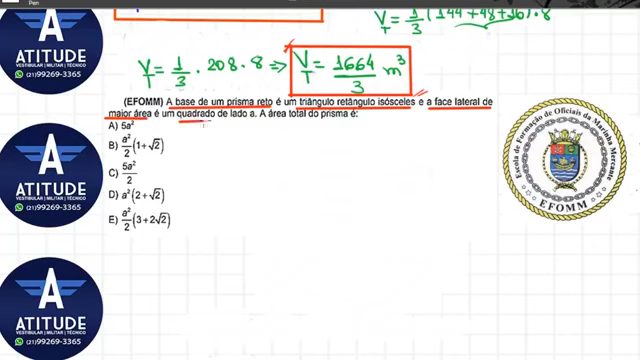 Pen
V_T = 1/3 (144+48+16) . 8
V_T = 1/3 . 208 . 8 ⇒ V_T = 1664/3 m³
(EFOMM) A base de um prisma reto é um triângulo retângulo isósceles e a face lateral de
maior área é um quadrado de lado a. A área total do prisma é:
A) 5a²
B) a²/2 (1+√2)
C) 5a²/2
D) a²(2+√2)
E) a²/2 (3+2√2)
ATITUDE
VESTIBULAR | MILITAR | TÉCNICO
(21)99269-3365
ATITUDE
VESTIBULAR | MILITAR | TÉCNICO
(21)99269-3365
ATITUDE
VESTIBULAR | MILITAR | TÉCNICO
(21)99269-3365
Escola de Formação de Oficiais da Marinha Mercante
EFOMM